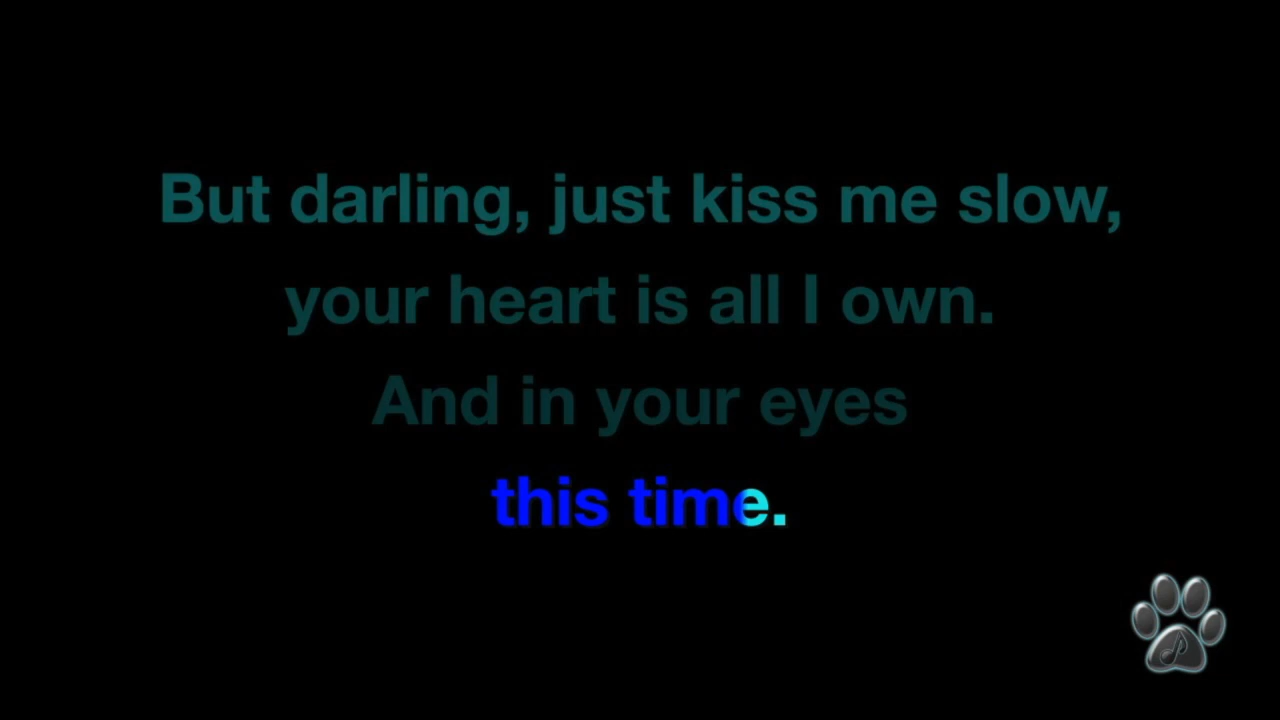 But darling, just kiss me slow,
your heart is all I own.
And in your eyes
this time.